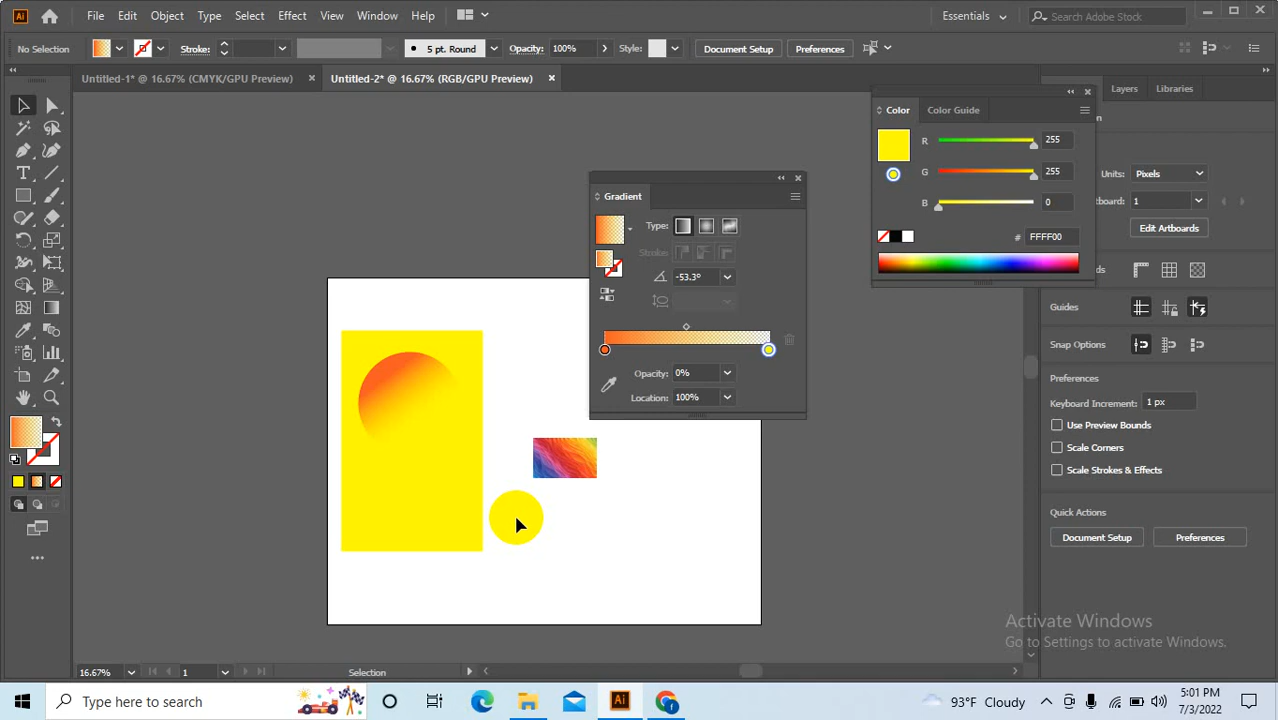 Ai File Edit Object Type Select Effect View Window Help Essentials Search Adobe Stock
No Selection Stroke: 5 pt. Round Opacity: 100% Style: Document Setup Preferences
Untitled-1* @ 16.67% (CMYK/GPU Preview) Untitled-2* @ 16.67% (RGB/GPU Preview)
Layers Libraries
Color Color Guide
R 255
G 255
B 0
# FFFF00
Gradient
Type:
Stroke:
-53.3°
Opacity: 0%
Location: 100%
Units: Pixels
1
Edit Artboards
Guides
Snap Options
Preferences
Keyboard Increment: 1 px
Use Preview Bounds
Scale Corners
Scale Strokes & Effects
Quick Actions
Document Setup Preferences
Activate Windows
Go to Settings to activate Windows.
16.67% 1 Selection
Type here to search
Ai
93°F Cloudy
5:01 PM
7/3/2022